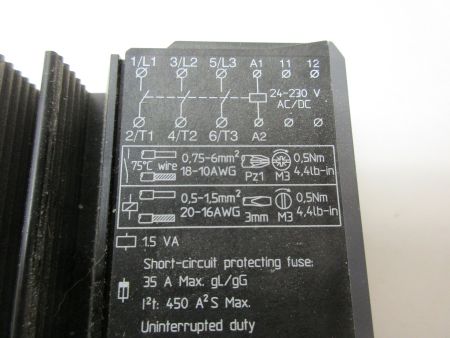 1/L1 3/L2 5/L3 A1 11 12
24-230 V
AC/DC
2/T1 4/T2 6/T3 A2
75°C wire
0,75-6mm²
18-10AWG
Pz1 M3
0,5Nm
4,4lb-in
0,5-1,5mm²
20-16AWG
3mm M3
0,5Nm
4,4lb-in
1.5 VA
Short-circuit protecting fuse:
35 A Max. gL/gG
I²t: 450 A²S Max.
Uninterrupted duty